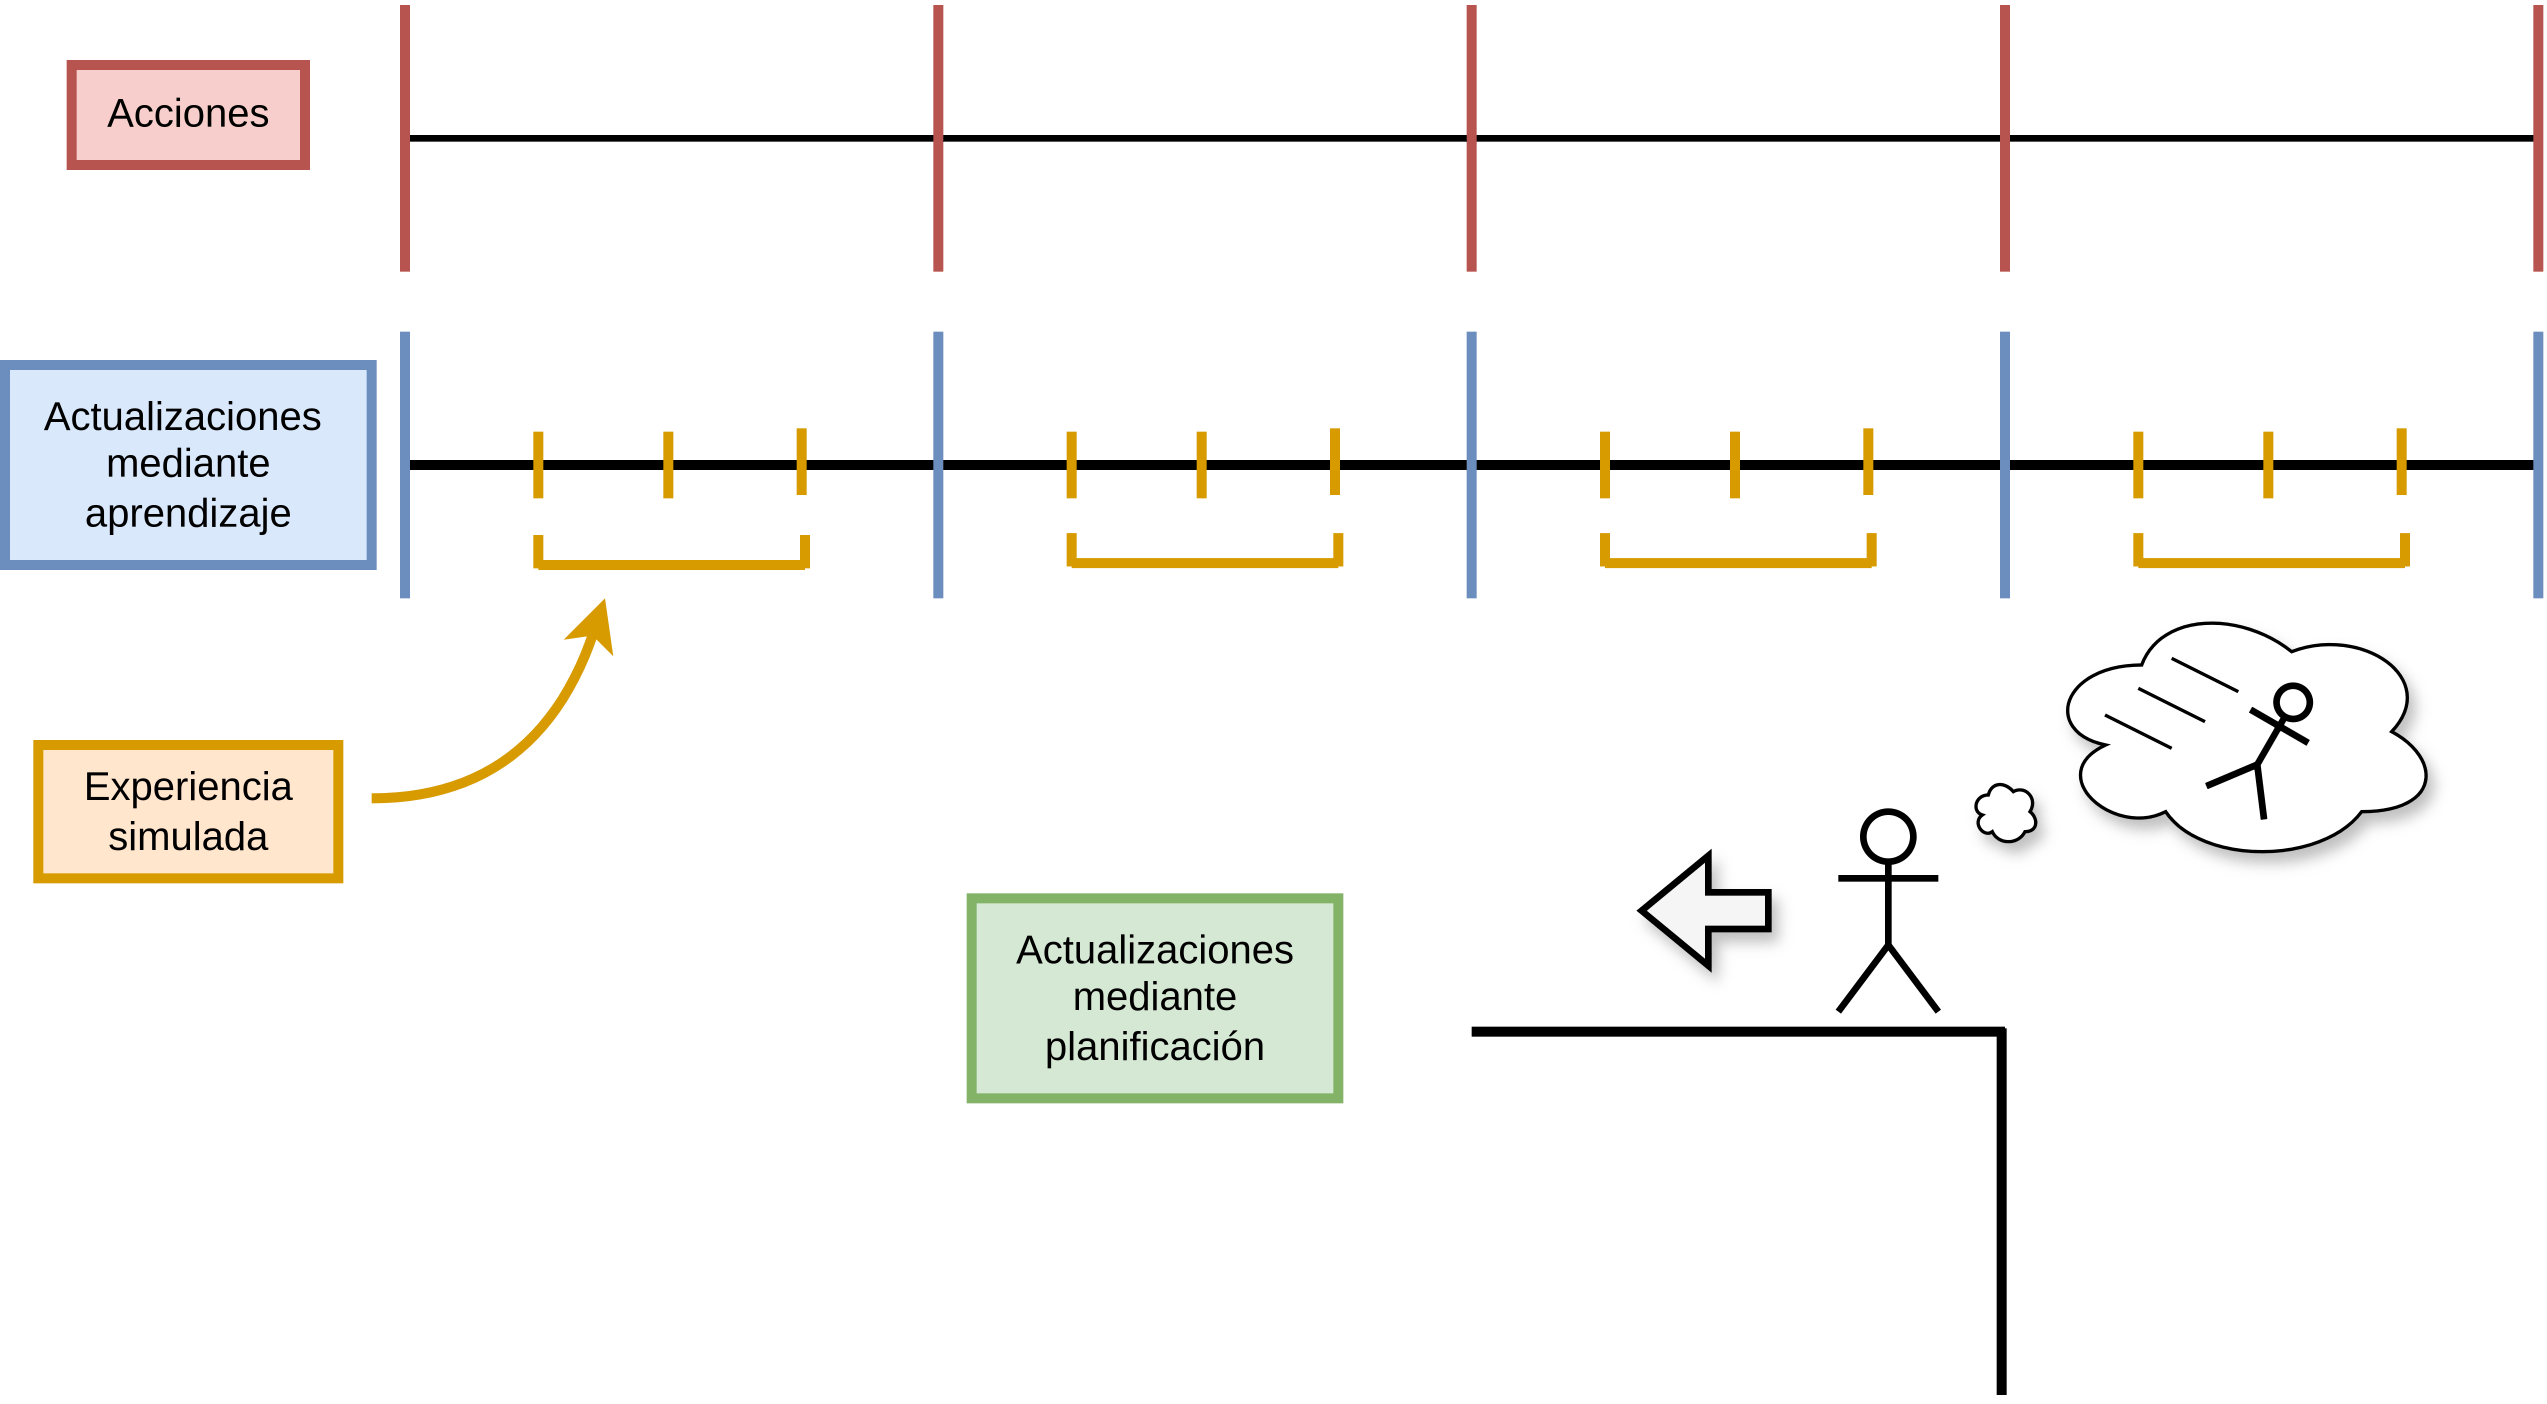 Acciones
Actualizaciones
mediante
aprendizaje
Experiencia
simulada
Actualizaciones
mediante
planificación